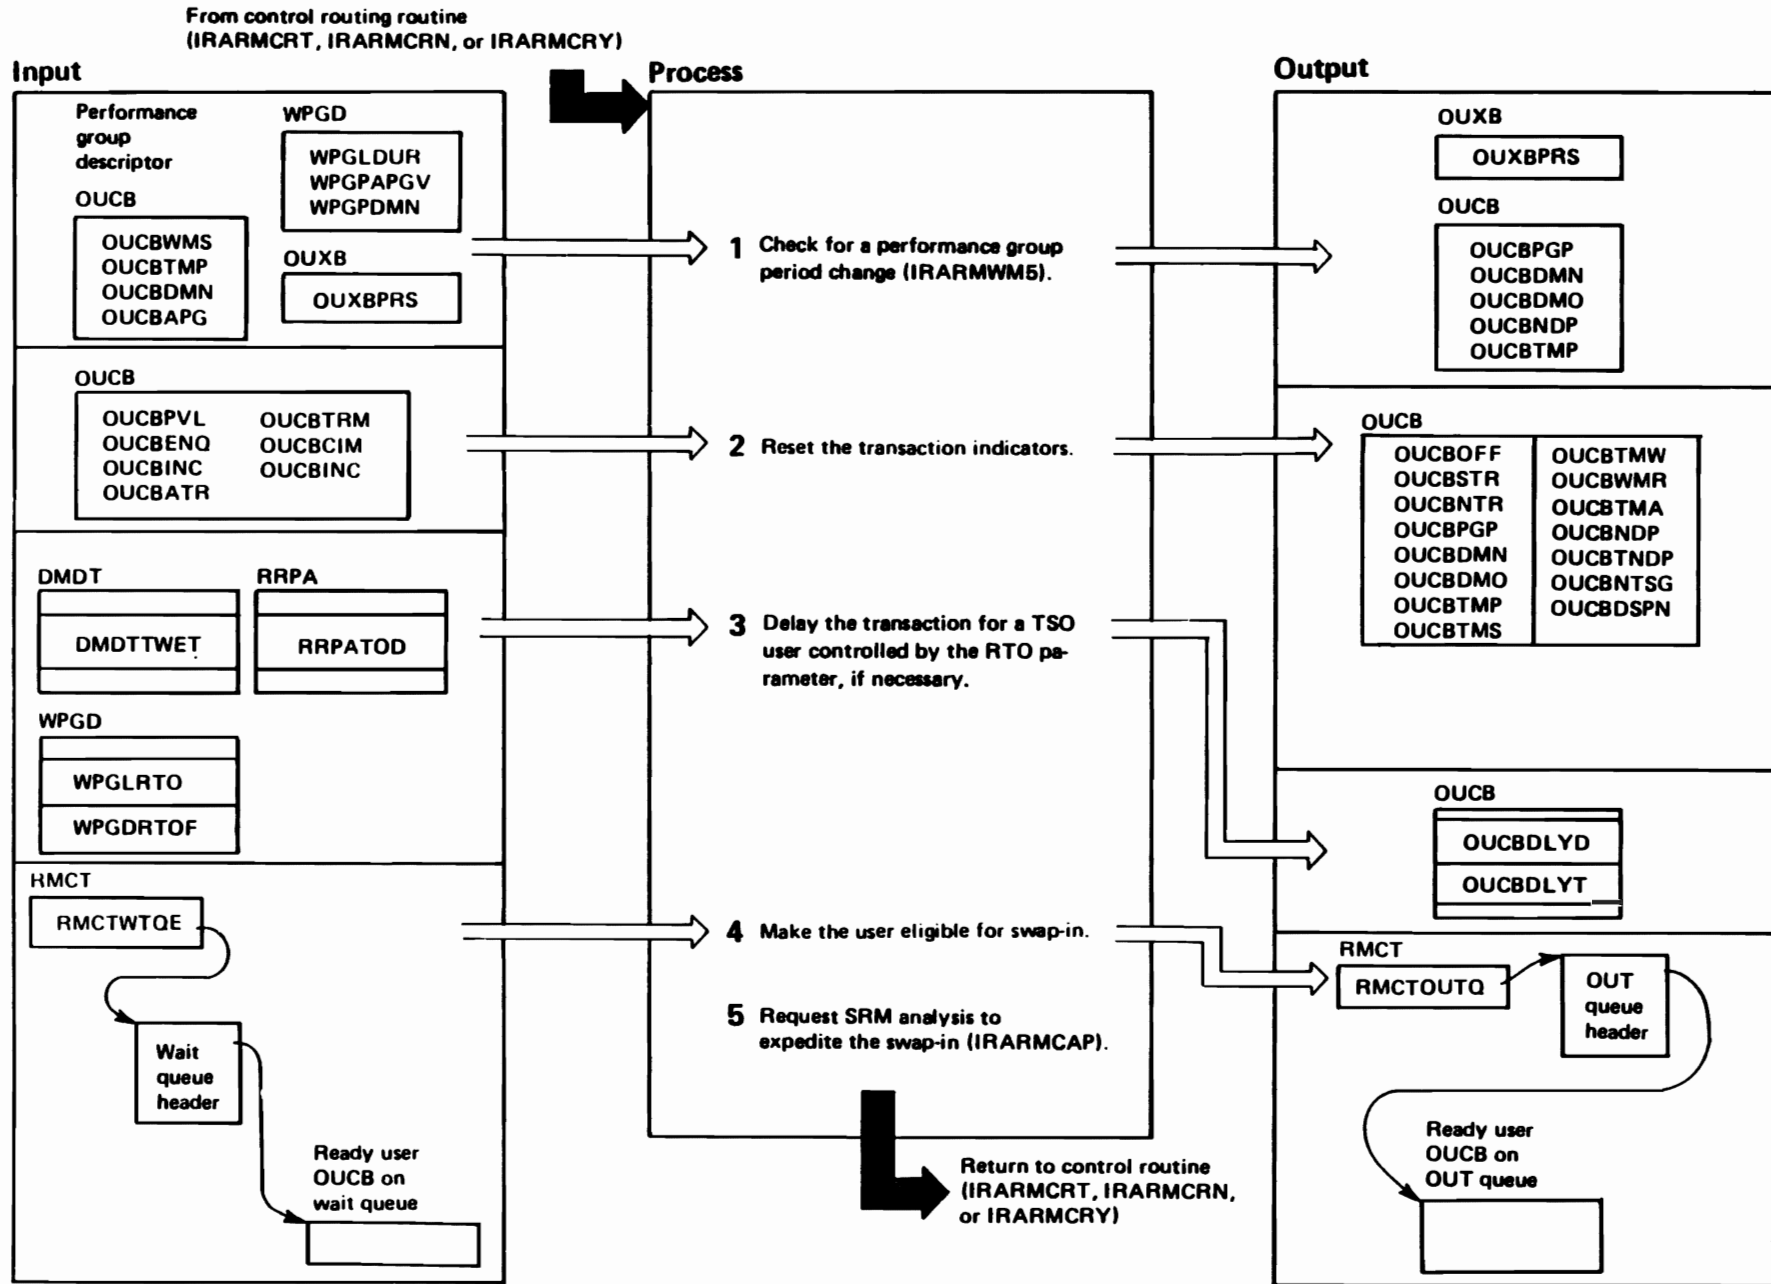 From control routing routine
(IRARMCRT, IRARMCRN, or IRARMCRY)
Input
Process
Output
Performance
group
descriptor
OUCB
OUCBWMS
OUCBTMP
OUCBDMN
OUCBAPG
WPGD
WPGLDUR
WPGPAPGV
WPGPDMN
OUXB
OUXBPRS
1 Check for a performance group
period change (IRARMWM5).
OUXB
OUXBPRS
OUCB
OUCBPGP
OUCBDMN
OUCBDMO
OUCBNDP
OUCBTMP
OUCB
OUCBPVL
OUCBENQ
OUCBINC
OUCBATR
OUCBTRM
OUCBCIM
OUCBINC
2 Reset the transaction indicators.
OUCB
OUCBOFF
OUCBSTR
OUCBNTR
OUCBPGP
OUCBDMN
OUCBDMO
OUCBTMP
OUCBTMS
OUCBTMW
OUCBWMR
OUCBTMA
OUCBNDP
OUCBTNDP
OUCBNTSG
OUCBDSPN
DMDT
DMDTTWET
RRPA
RRPATOD
WPGD
WPGLRTO
WPGDRTOF
3 Delay the transaction for a TSO
user controlled by the RTO pa-
rameter, if necessary.
OUCB
OUCBDLYD
OUCBDLYT
RMCT
RMCTWTQE
Wait
queue
header
Ready user
OUCB on
wait queue
4 Make the user eligible for swap-in.
5 Request SRM analysis to
expedite the swap-in (IRARMCAP).
RMCT
RMCTOUTQ
OUT
queue
header
Ready user
OUCB on
OUT queue
Return to control routine
(IRARMCRT, IRARMCRN,
or IRARMCRY)